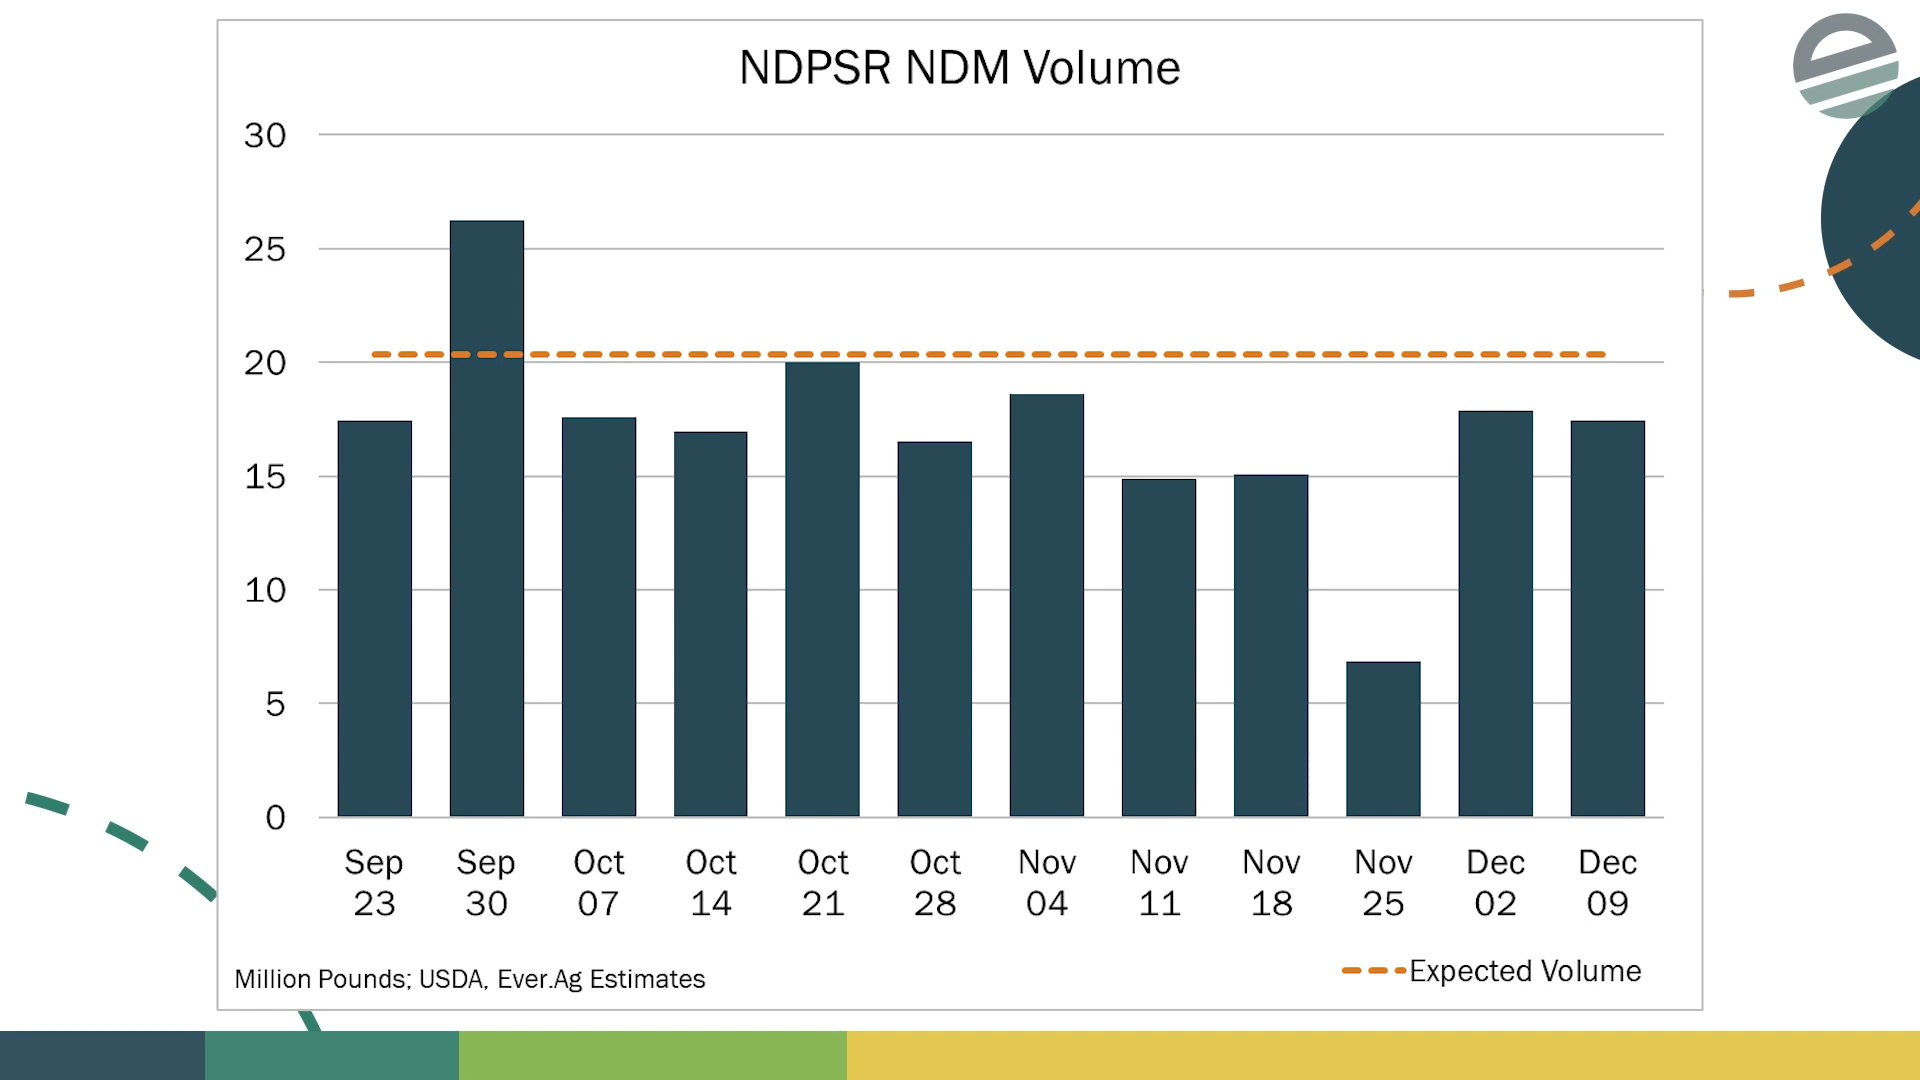 NDPSR NDM Volume
30
25
20
15
10
5
0
Sep Sep Oct Oct Oct Oct Nov Nov Nov Nov Dec Dec
23 30 07 14 21 28 04 11 18 25 02 09
Million Pounds; USDA, Ever.Ag Estimates
Expected Volume